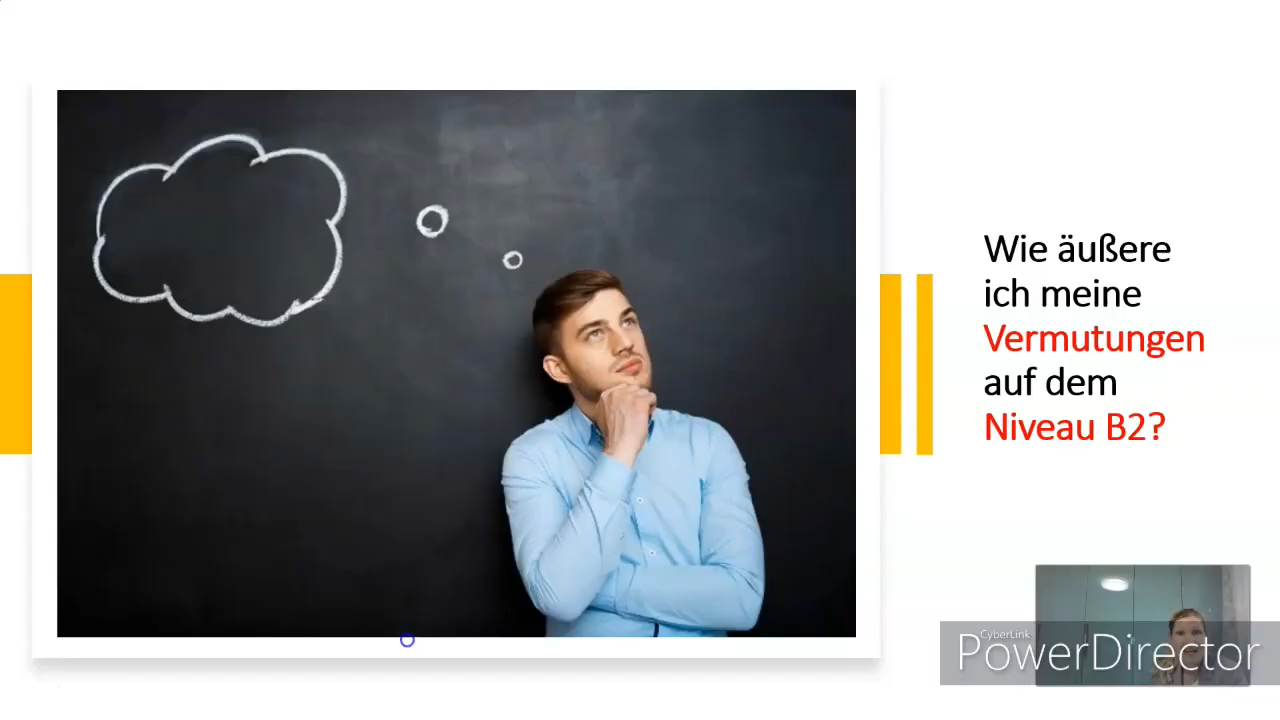 Wie äußere
ich meine
Vermutungen
auf dem
Niveau B2?
CyberLink
PowerDirector